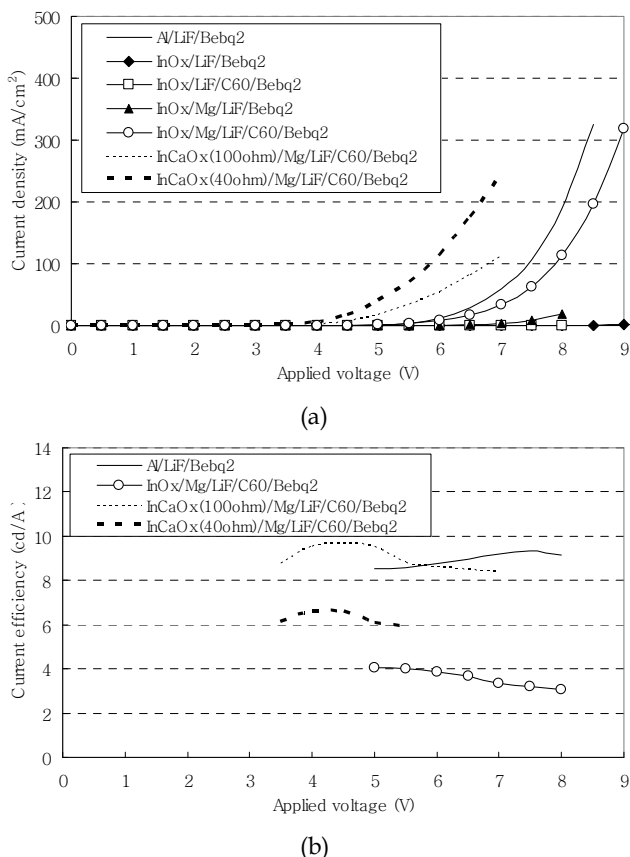 500
400
300
200
100
0
Current density (mA/cm²)
Al/LiF/Bebq2
InOx/LiF/Bebq2
InOx/LiF/C60/Bebq2
InOx/Mg/LiF/Bebq2
InOx/Mg/LiF/C60/Bebq2
InCaOx(100ohm)/Mg/LiF/C60/Bebq2
InCaOx(40ohm)/Mg/LiF/C60/Bebq2
0 1 2 3 4 5 6 7 8 9
Applied voltage (V)
(a)
14
12
10
8
6
4
2
0
Current efficiency (cd/A)
Al/LiF/Bebq2
InOx/Mg/LiF/C60/Bebq2
InCaOx(100ohm)/Mg/LiF/C60/Bebq2
InCaOx(40ohm)/Mg/LiF/C60/Bebq2
0 1 2 3 4 5 6 7 8 9
Applied voltage (V)
(b)